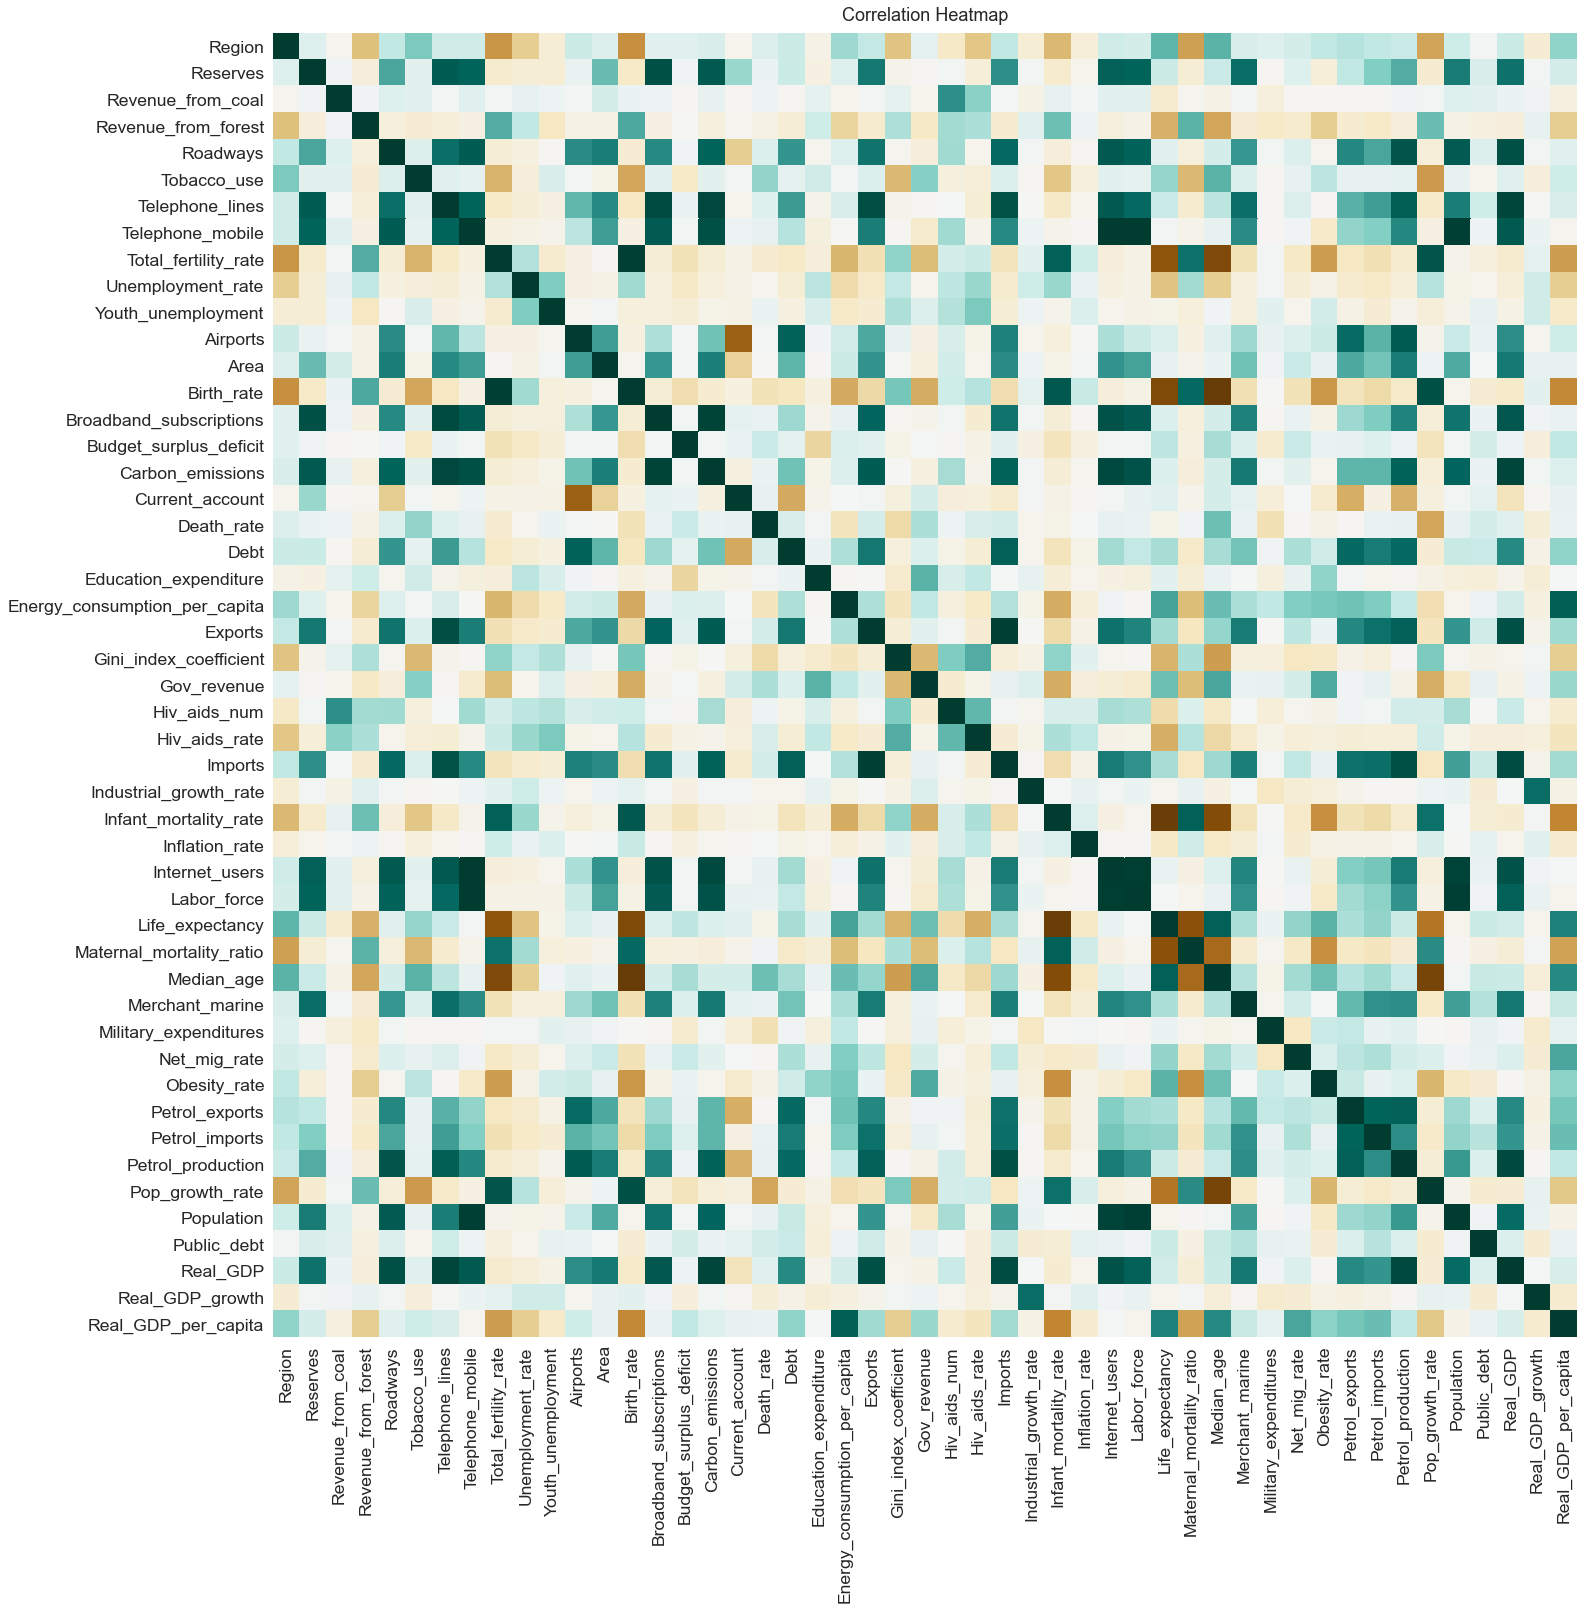 Correlation Heatmap
Region
Reserves
Revenue_from_coal
Revenue_from_forest
Roadways
Tobacco_use
Telephone_lines
Telephone_mobile
Total_fertility_rate
Unemployment_rate
Youth_unemployment
Airports
Area
Birth_rate
Broadband_subscriptions
Budget_surplus_deficit
Carbon_emissions
Current_account
Death_rate
Debt
Education_expenditure
Energy_consumption_per_capita
Exports
Gini_index_coefficient
Gov_revenue
Hiv_aids_num
Hiv_aids_rate
Imports
Industrial_growth_rate
Infant_mortality_rate
Inflation_rate
Internet_users
Labor_force
Life_expectancy
Maternal_mortality_ratio
Median_age
Merchant_marine
Military_expenditures
Net_mig_rate
Obesity_rate
Petrol_exports
Petrol_imports
Petrol_production
Pop_growth_rate
Population
Public_debt
Real_GDP
Real_GDP_growth
Real_GDP_per_capita
Region
Reserves
Revenue_from_coal
Revenue_from_forest
Roadways
Tobacco_use
Telephone_lines
Telephone_mobile
Total_fertility_rate
Unemployment_rate
Youth_unemployment
Airports
Area
Birth_rate
Broadband_subscriptions
Budget_surplus_deficit
Carbon_emissions
Current_account
Death_rate
Debt
Education_expenditure
Energy_consumption_per_capita
Exports
Gini_index_coefficient
Gov_revenue
Hiv_aids_num
Hiv_aids_rate
Imports
Industrial_growth_rate
Infant_mortality_rate
Inflation_rate
Internet_users
Labor_force
Life_expectancy
Maternal_mortality_ratio
Median_age
Merchant_marine
Military_expenditures
Net_mig_rate
Obesity_rate
Petrol_exports
Petrol_imports
Petrol_production
Pop_growth_rate
Population
Public_debt
Real_GDP
Real_GDP_growth
Real_GDP_per_capita